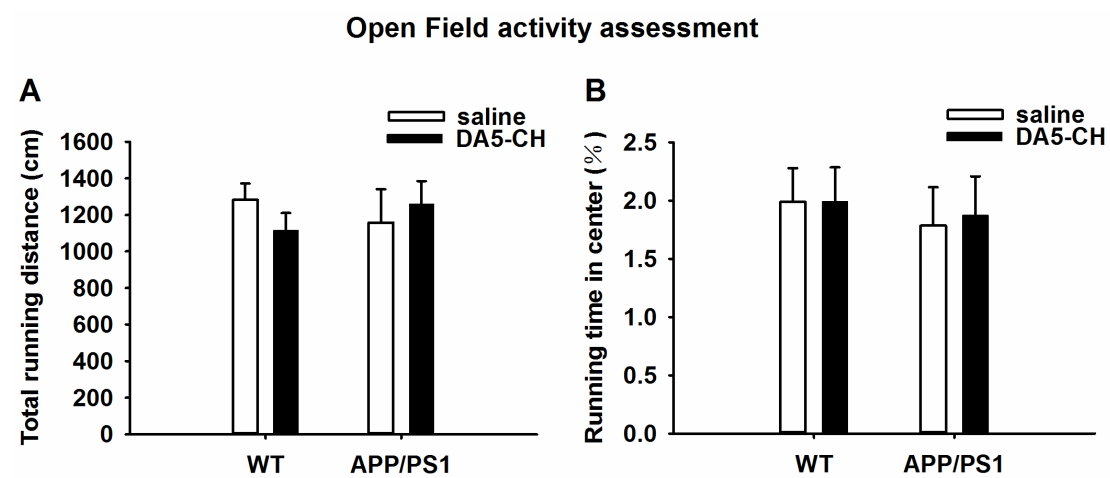 Open Field activity assessment
A
saline
DA5-CH
Total running distance (cm)
1600
1400
1200
1000
800
600
400
200
0
WT
APP/PS1
B
saline
DA5-CH
Running time in center (%)
2.5
2.0
1.5
1.0
0.5
0.0
WT
APP/PS1